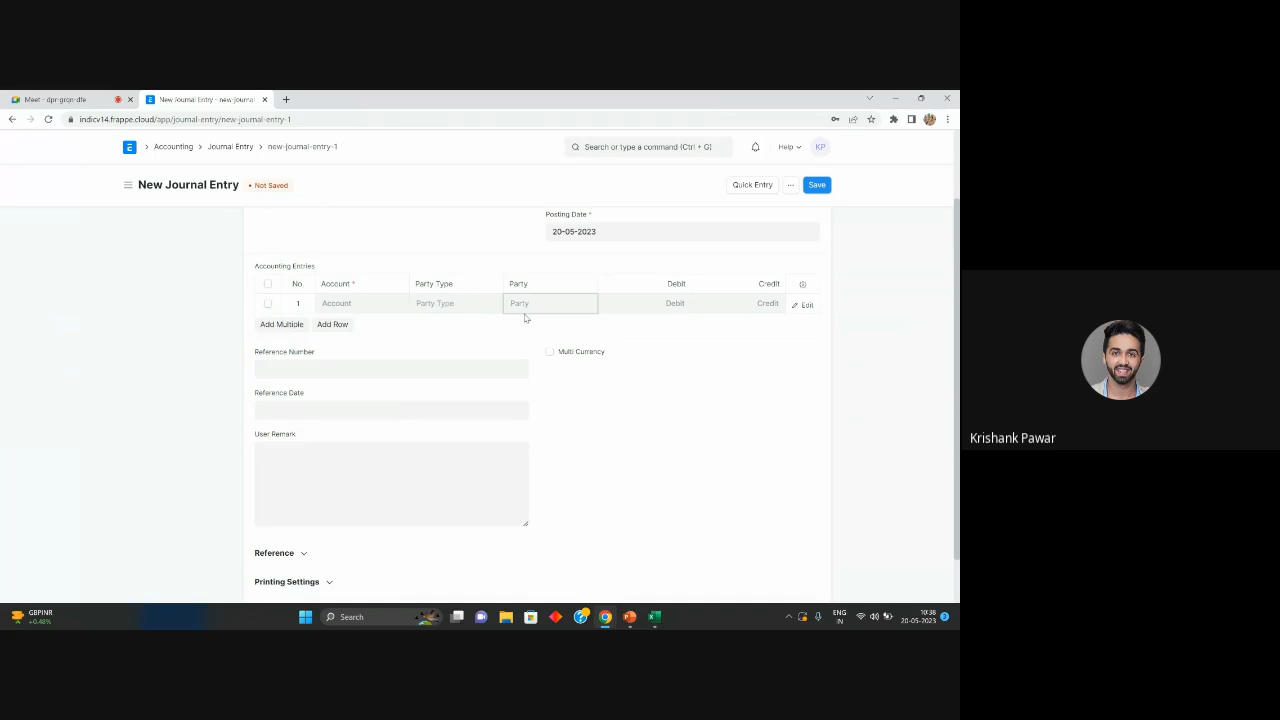 Meet - dpr-grqn-dfe
New Journal Entry - new-journal
indicv14.frappe.cloud/app/journal-entry/new-journal-entry-1
Accounting Journal Entry new-journal-entry-1
Search or type a command (Ctrl + G)
Help
KP
New Journal Entry
Not Saved
Quick Entry
Save
Posting Date *
20-05-2023
Accounting Entries
No. Account * Party Type Party Debit Credit
1 Account Party Type Party Debit Credit Edit
Add Multiple Add Row
Reference Number
Multi Currency
Reference Date
User Remark
Reference
Printing Settings
Krishank Pawar
GBPINR
+0.48%
Search
ENG
IN
10:38
20-05-2023
3